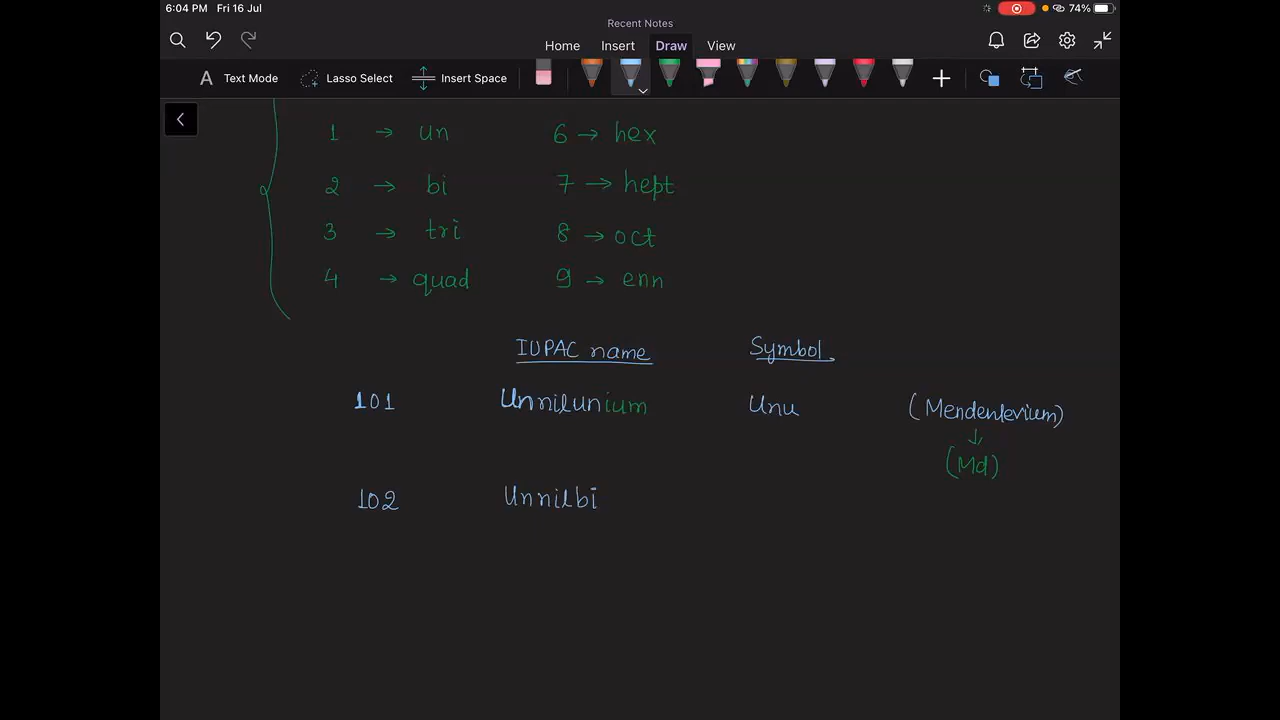 6:04 PM Fri 16 Jul 74%
Recent Notes
Home Insert Draw View
A Text Mode Lasso Select Insert Space
1 → un 6 → hex
2 → bi 7 → hept
3 → tri 8 → oct
4 → quad 9 → enn
IUPAC name Symbol
101 Unnilunium Unu (Mendenlevium)
↓
(Md)
102 Unnilbi